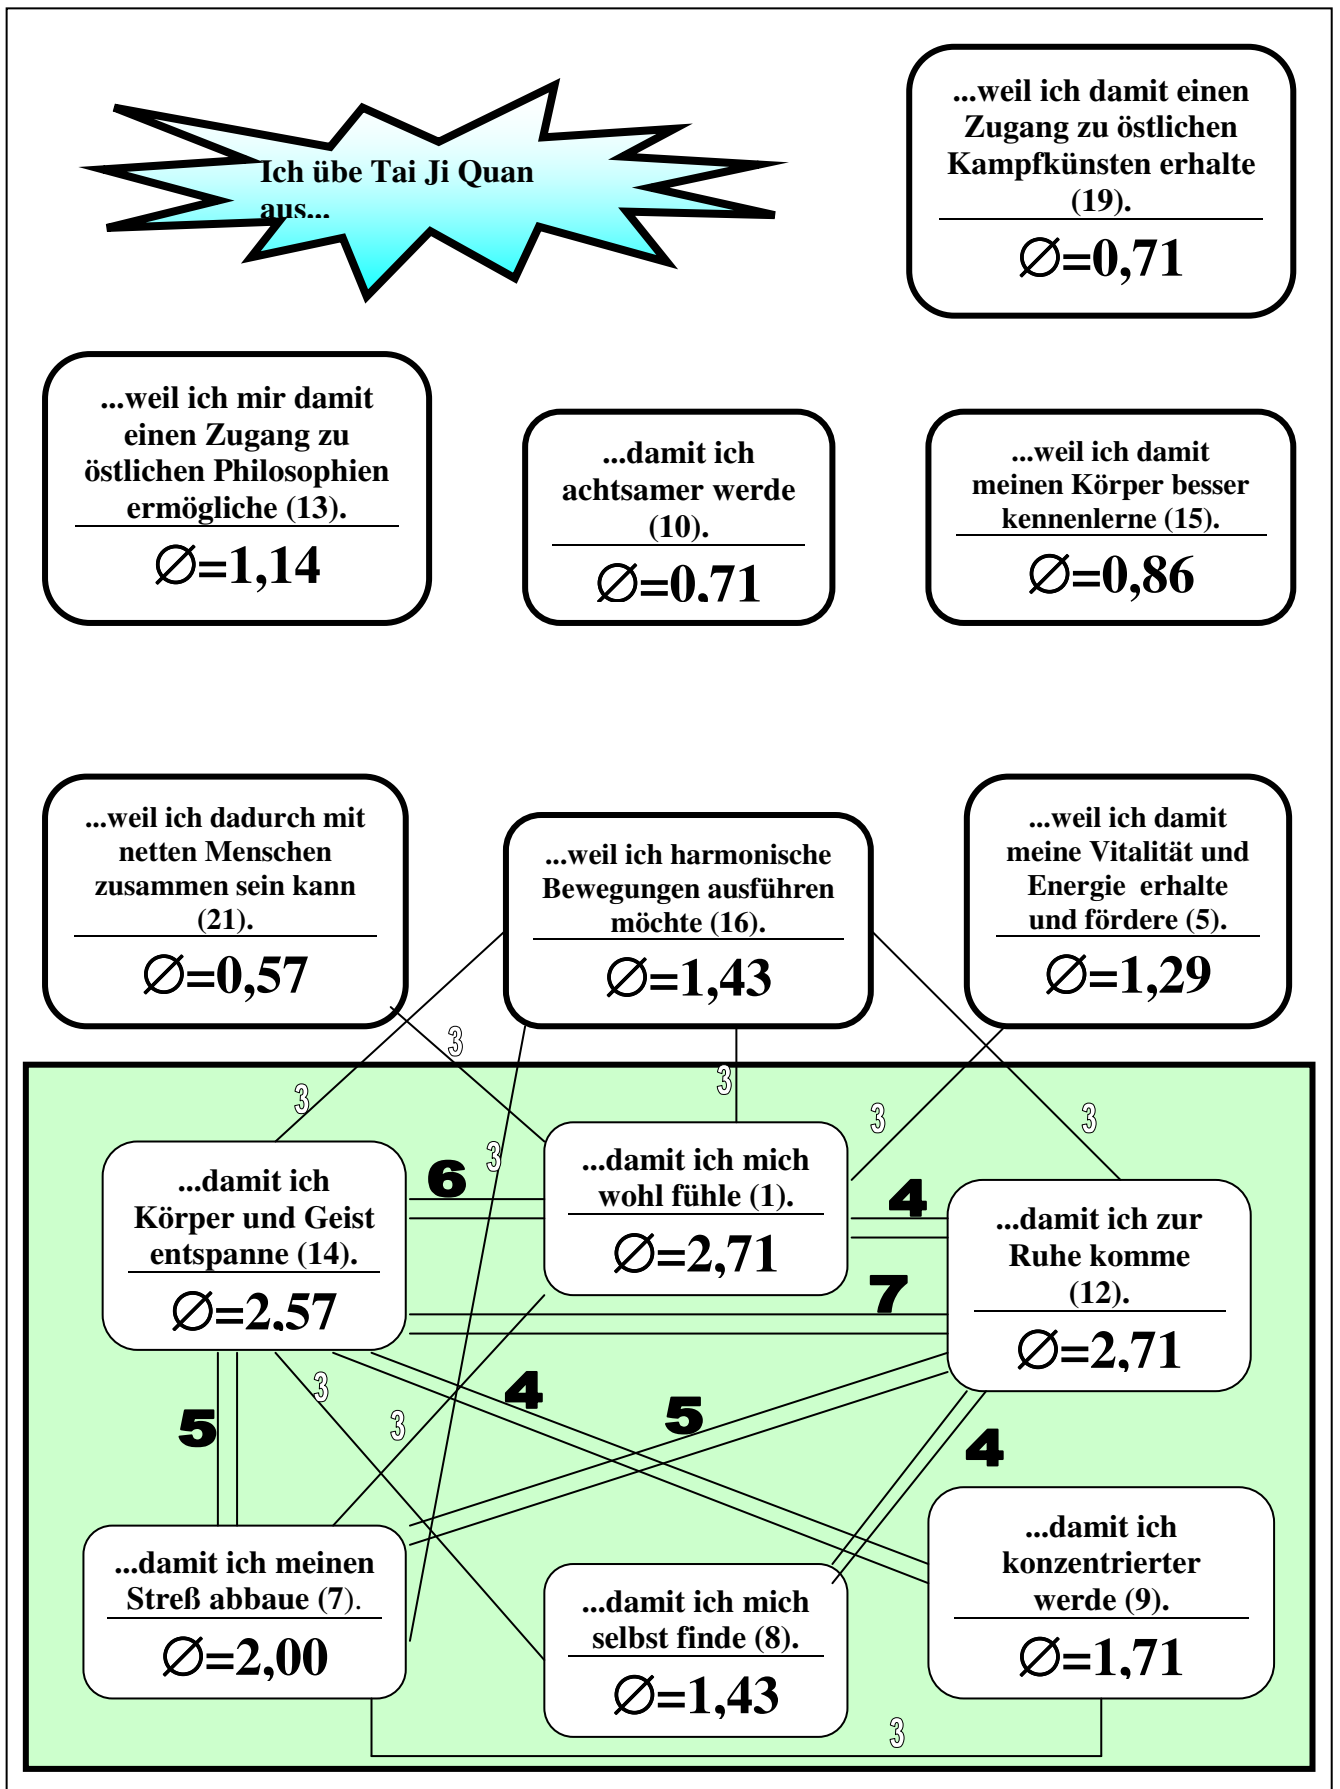 Ich übe Tai Ji Quan
aus...
...weil ich damit einen
Zugang zu östlichen
Kampfkünsten erhalte
(19).
∅=0,71
...weil ich mir damit
einen Zugang zu
östlichen Philosophien
ermögliche (13).
∅=1,14
...damit ich
achtsamer werde
(10).
∅=0,71
...weil ich damit
meinen Körper besser
kennenlerne (15).
∅=0,86
...weil ich dadurch mit
netten Menschen
zusammen sein kann
(21).
∅=0,57
...weil ich harmonische
Bewegungen ausführen
möchte (16).
∅=1,43
...weil ich damit
meine Vitalität und
Energie erhalte
und fördere (5).
∅=1,29
3
3
3
3
3
3
...damit ich
Körper und Geist
entspanne (14).
∅=2,57
6
...damit ich mich
wohl fühle (1).
∅=2,71
4
7
...damit ich zur
Ruhe komme
(12).
∅=2,71
5
3
3
4
5
4
...damit ich meinen
Streß abbaue (7).
∅=2,00
...damit ich mich
selbst finde (8).
∅=1,43
...damit ich
konzentrierter
werde (9).
∅=1,71
3